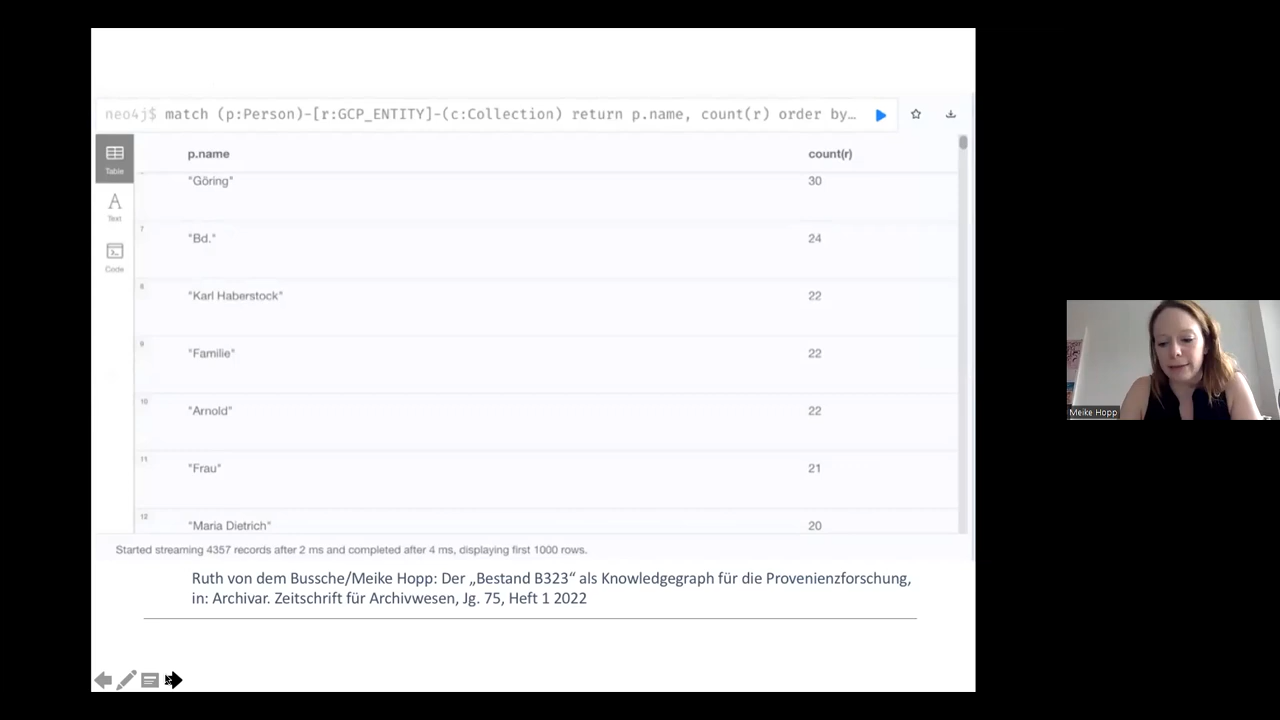 neo4j$ match (p:Person)-[r:GCP_ENTITY]-(c:Collection) return p.name, count(r) order by…
Table
Text
Code
p.name count(r)
"Göring" 30
7 "Bd." 24
8 "Karl Haberstock" 22
9 "Familie" 22
10 "Arnold" 22
11 "Frau" 21
12 "Maria Dietrich" 20
Started streaming 4357 records after 2 ms and completed after 4 ms, displaying first 1000 rows.
Ruth von dem Bussche/Meike Hopp: Der „Bestand B323“ als Knowledgegraph für die Provenienzforschung,
in: Archivar. Zeitschrift für Archivwesen, Jg. 75, Heft 1 2022
Meike Hopp